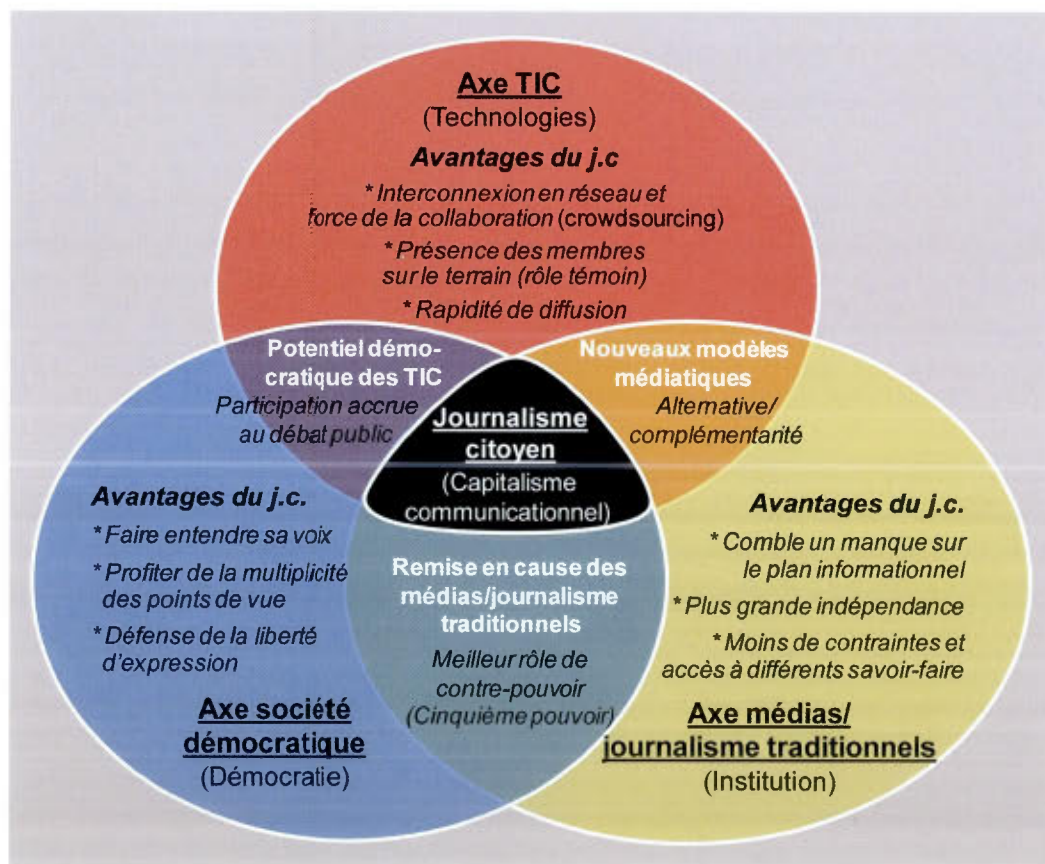 Axe TIC
(Technologies)
Avantages du j.c
* Interconnexion en réseau et
force de la collaboration (crowdsourcing)
* Présence des membres
sur le terrain (rôle témoin)
* Rapidité de diffusion
Potentiel démo-
cratique des TIC
Participation accrue
au débat public
Nouveaux modèles
médiatiques
Alternative/
complémentarité
Journalisme
citoyen
(Capitalisme
communicationnel)
Avantages du j.c.
* Faire entendre sa voix
* Profiter de la multiplicité
des points de vue
* Défense de la liberté
d'expression
Axe société
démocratique
(Démocratie)
Remise en cause des
médias/journalisme
traditionnels
Meilleur rôle de
contre-pouvoir
(Cinquième pouvoir)
Avantages du j.c.
* Comble un manque sur
le plan informationnel
* Plus grande indépendance
* Moins de contraintes et
accès à différents savoir-faire
Axe médias/
journalisme traditionnels
(Institution)